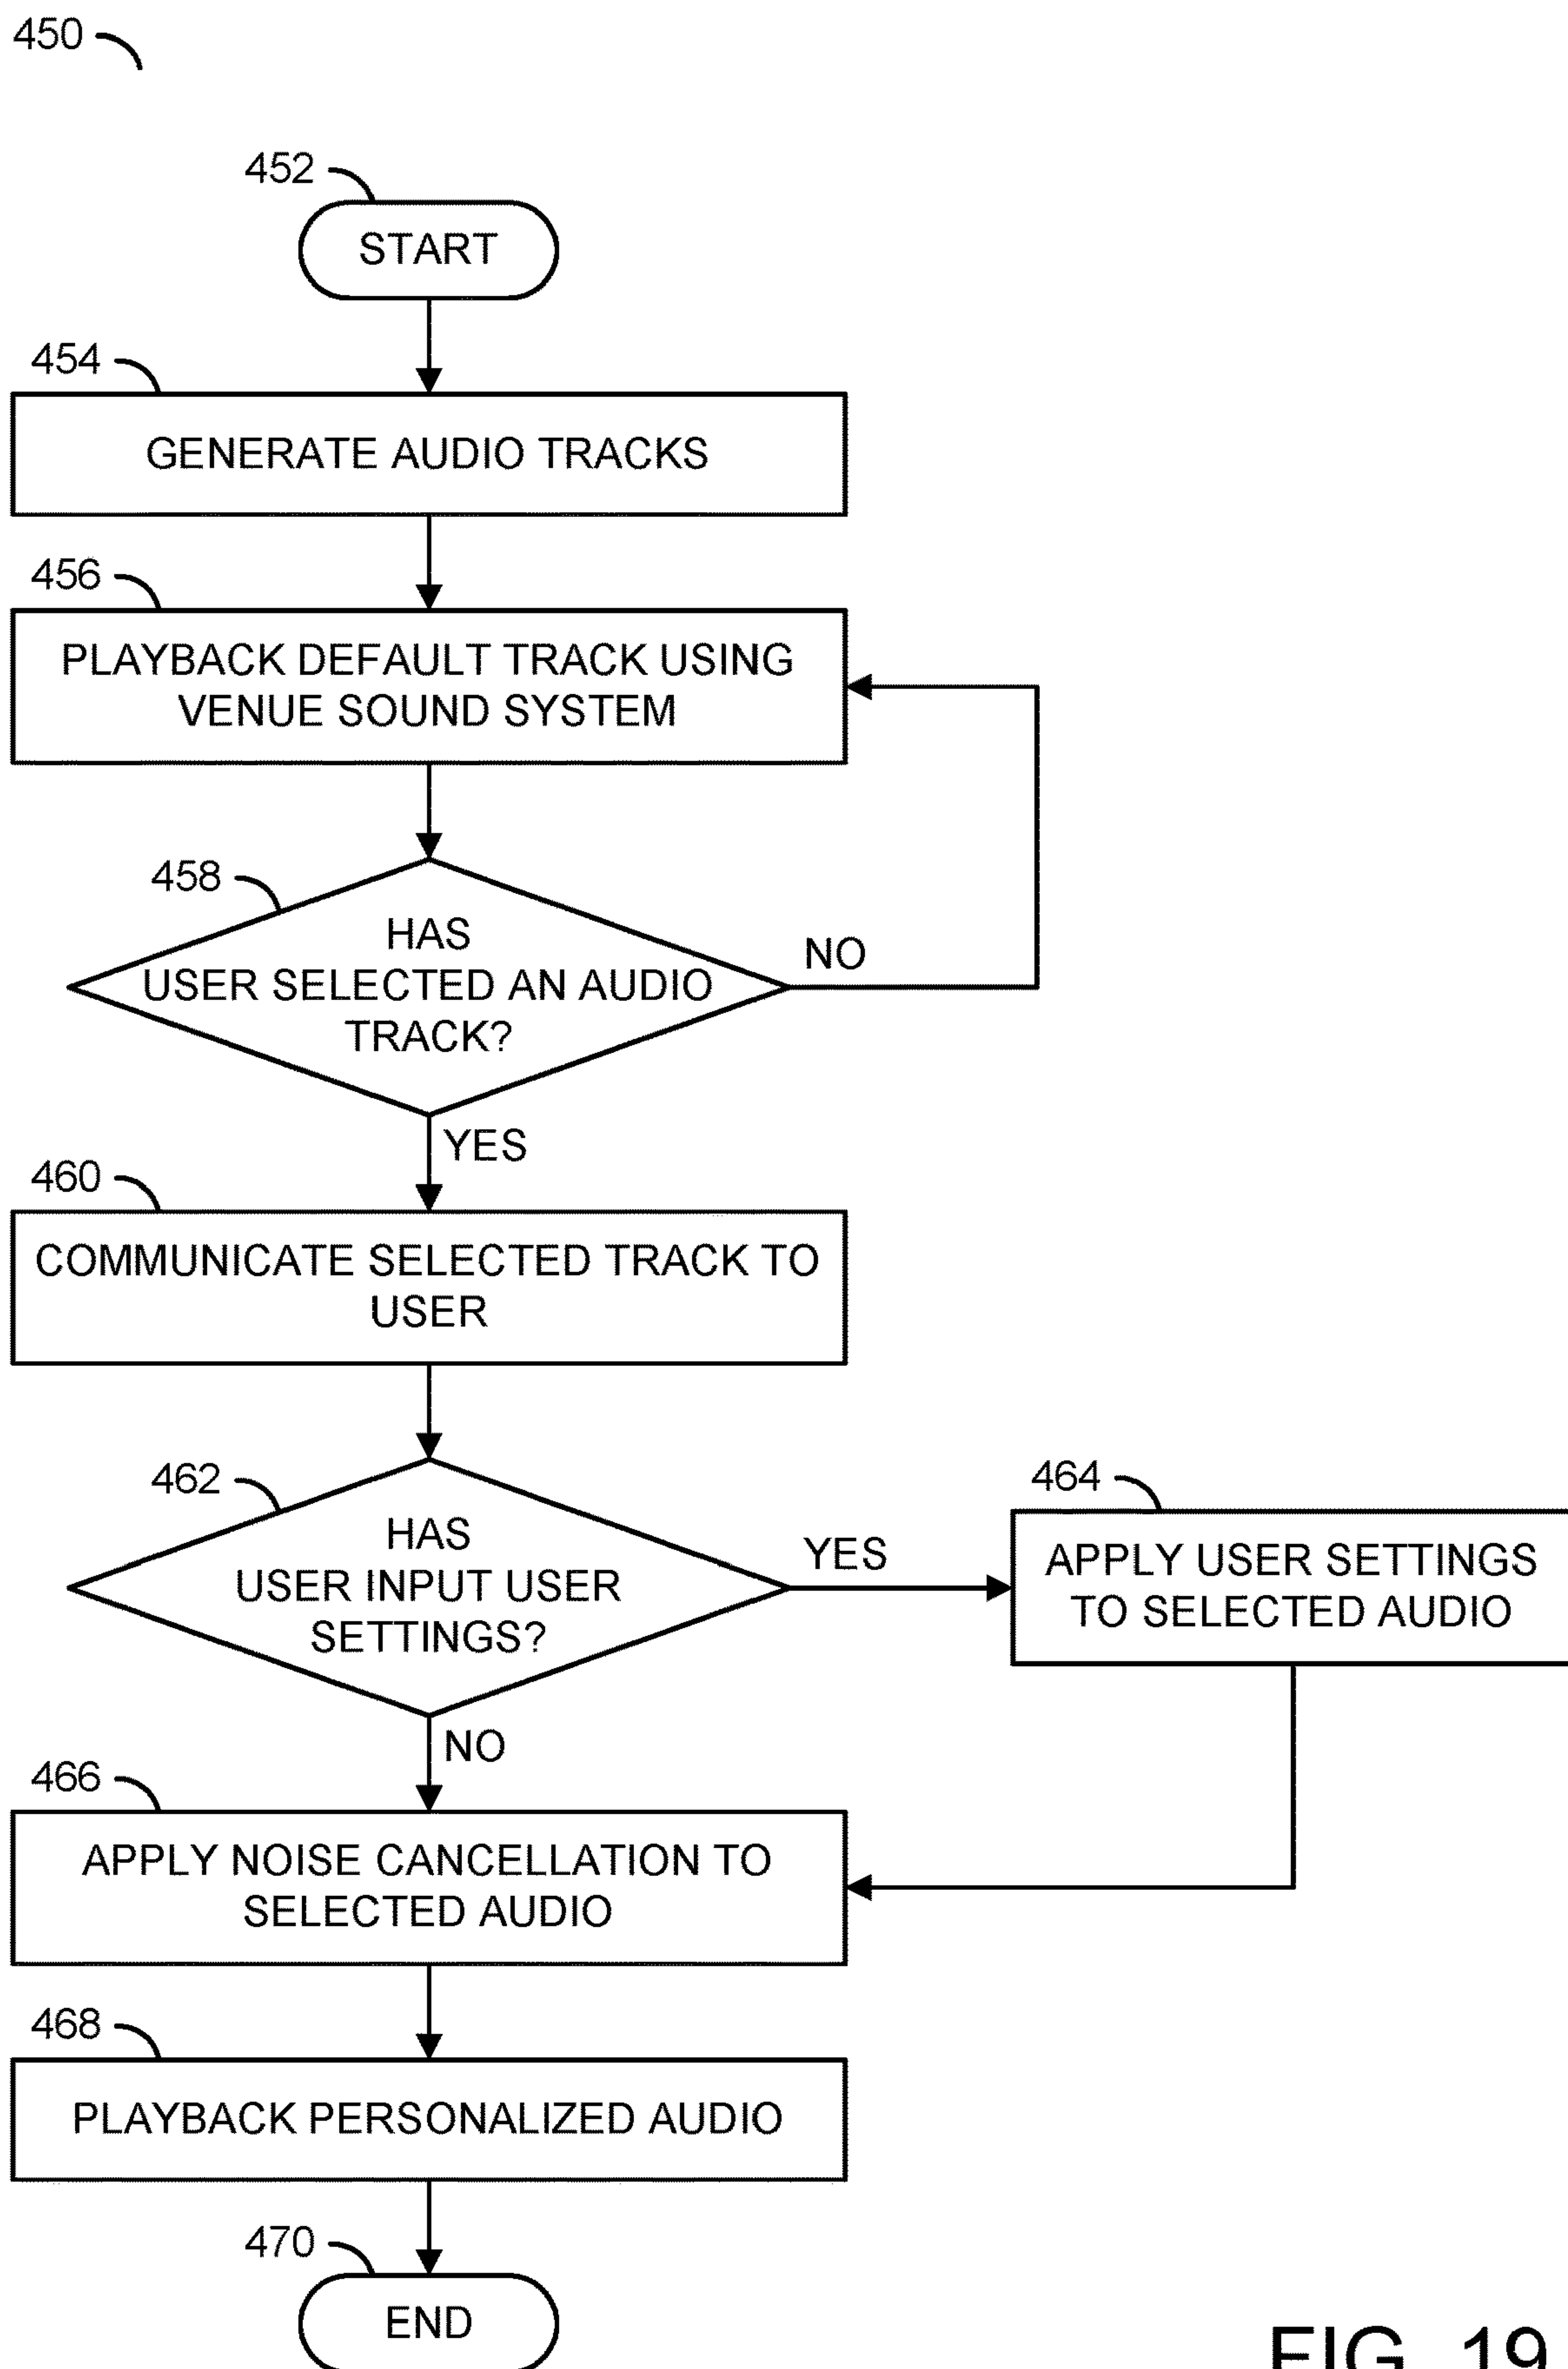 450
452
START
454
GENERATE AUDIO TRACKS
456
PLAYBACK DEFAULT TRACK USING
VENUE SOUND SYSTEM
458
HAS
USER SELECTED AN AUDIO
TRACK?
NO
YES
460
COMMUNICATE SELECTED TRACK TO
USER
462
HAS
USER INPUT USER
SETTINGS?
YES
464
APPLY USER SETTINGS
TO SELECTED AUDIO
NO
466
APPLY NOISE CANCELLATION TO
SELECTED AUDIO
468
PLAYBACK PERSONALIZED AUDIO
470
END
FIG. 19